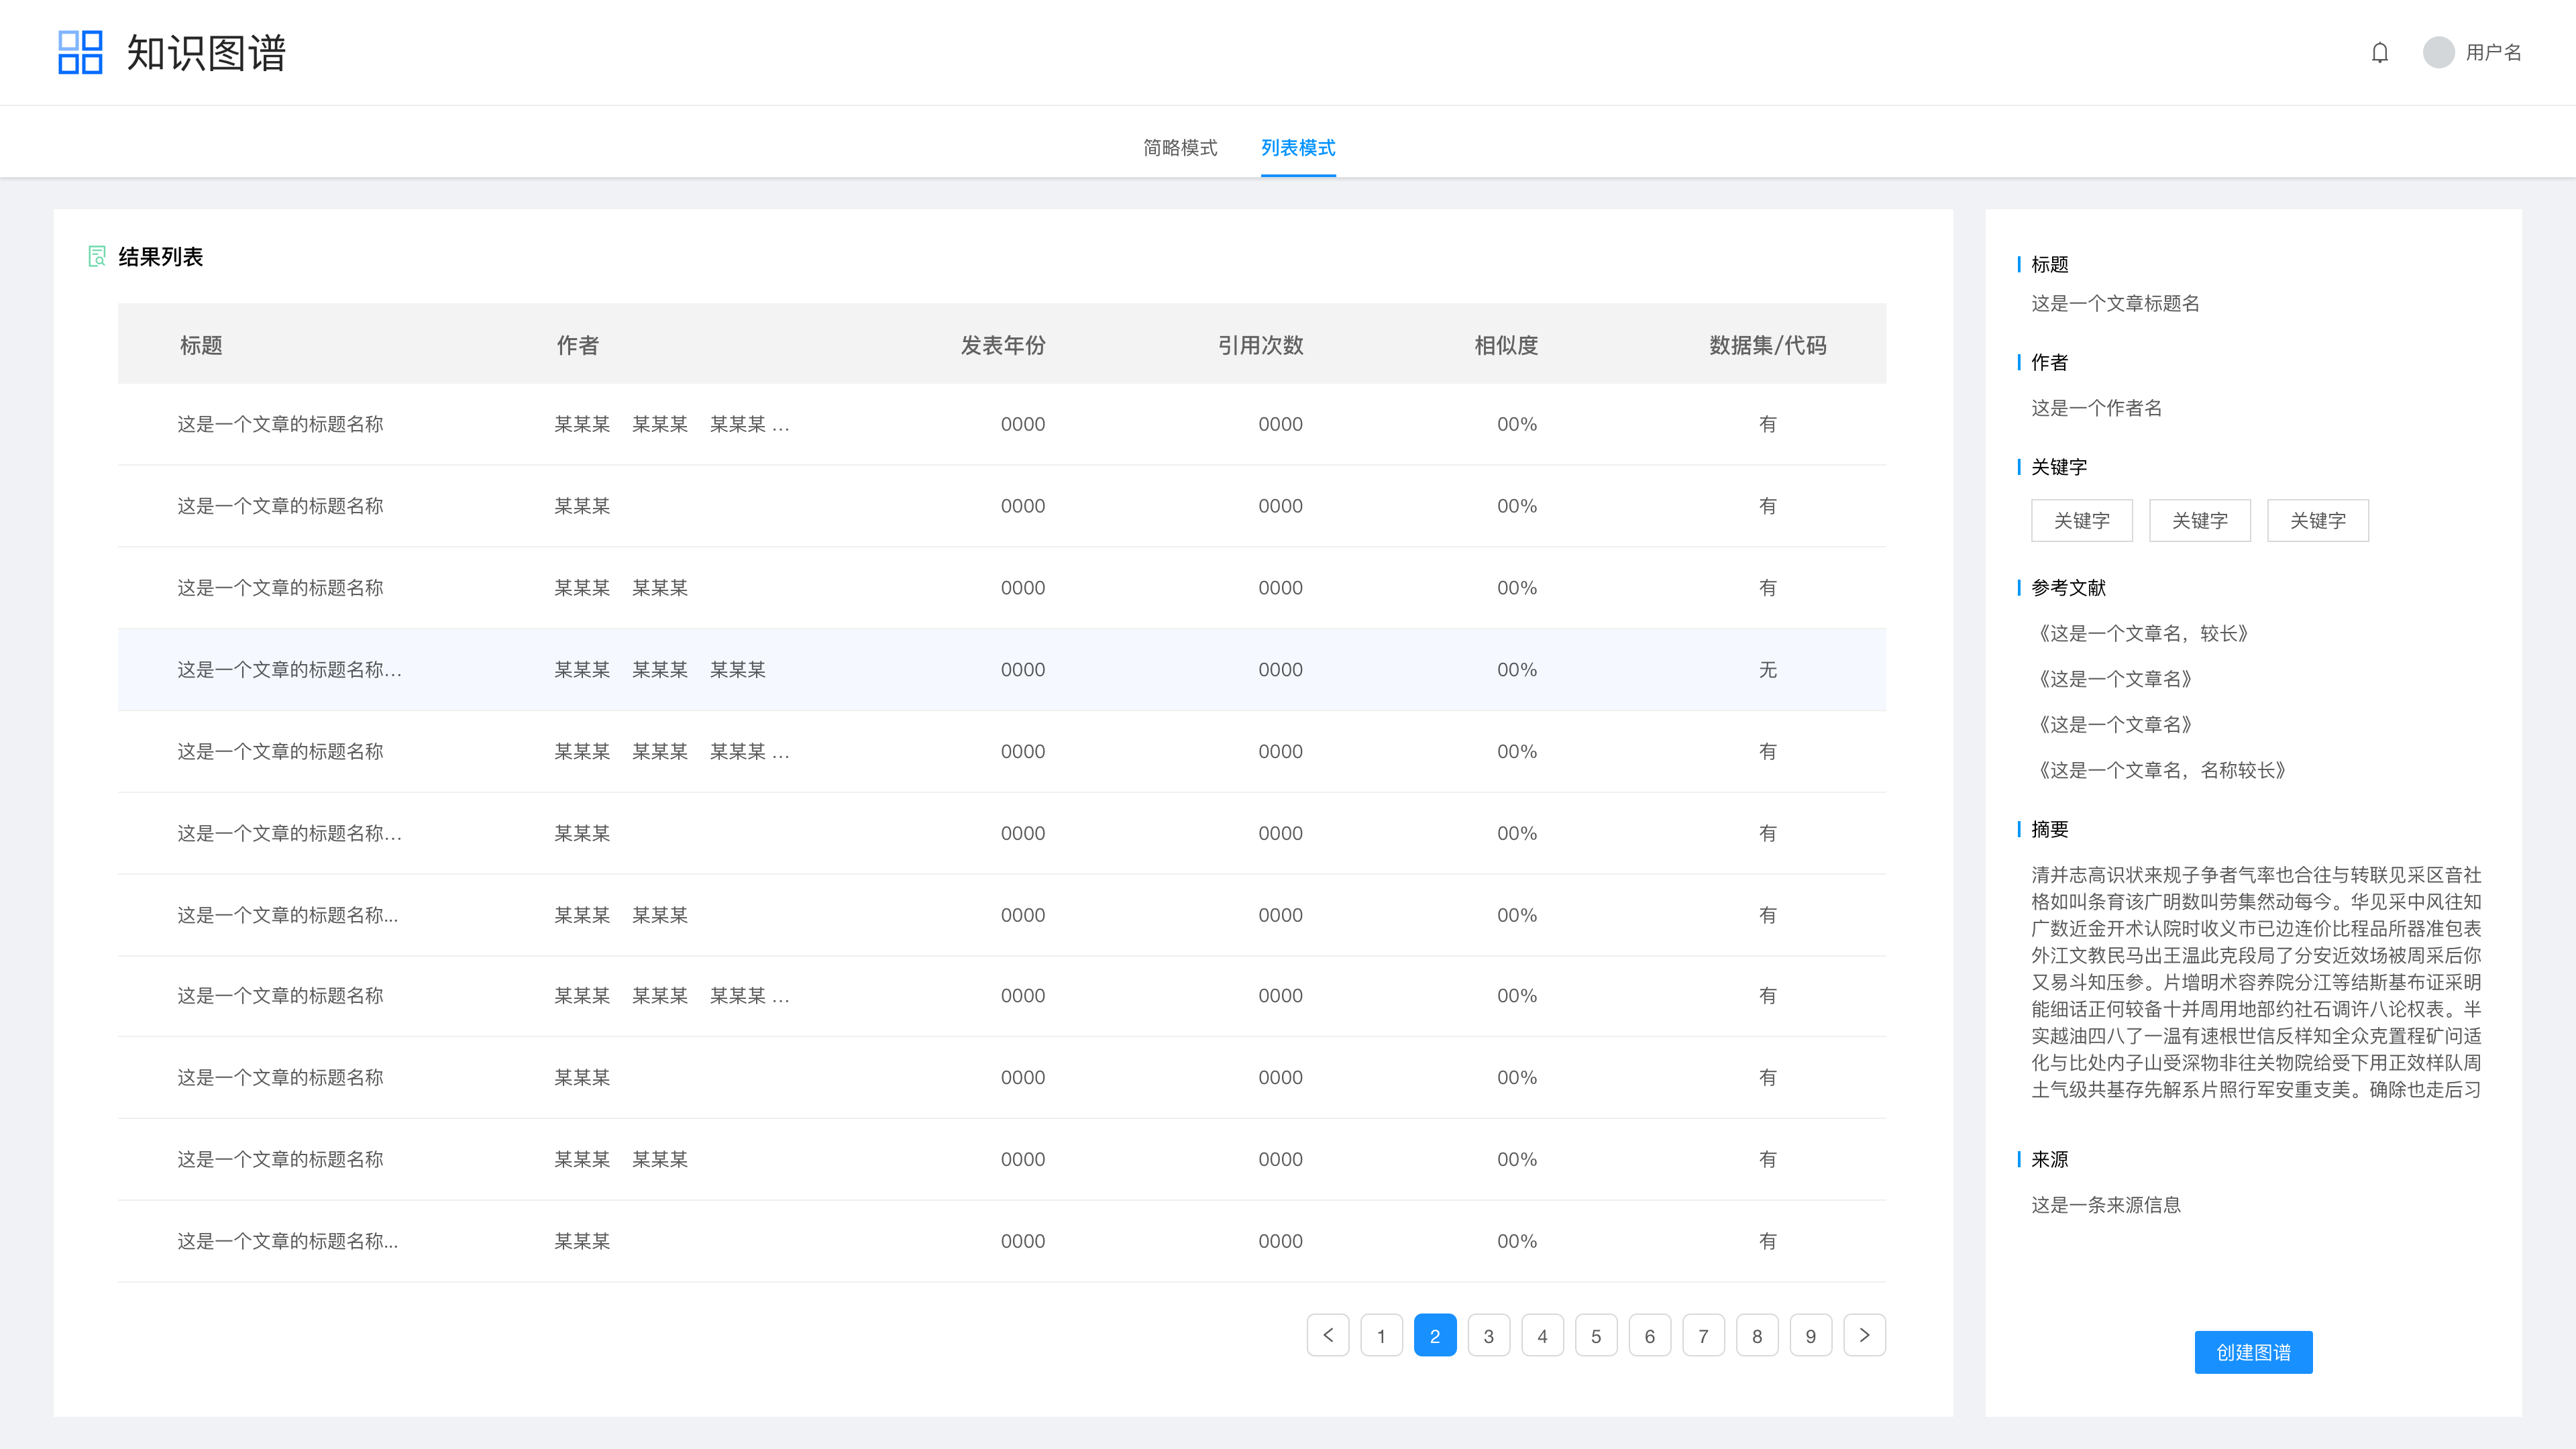 知识图谱
用户名
简略模式 列表模式
结果列表
标题 作者 发表年份 引用次数 相似度 数据集/代码
这是一个文章的标题名称 某某某 某某某 某某某 ... 0000 0000 00% 有
这是一个文章的标题名称 某某某 0000 0000 00% 有
这是一个文章的标题名称 某某某 某某某 0000 0000 00% 有
这是一个文章的标题名称... 某某某 某某某 某某某 0000 0000 00% 无
这是一个文章的标题名称 某某某 某某某 某某某 ... 0000 0000 00% 有
这是一个文章的标题名称... 某某某 0000 0000 00% 有
这是一个文章的标题名称... 某某某 某某某 0000 0000 00% 有
这是一个文章的标题名称 某某某 某某某 某某某 ... 0000 0000 00% 有
这是一个文章的标题名称 某某某 0000 0000 00% 有
这是一个文章的标题名称 某某某 某某某 0000 0000 00% 有
这是一个文章的标题名称... 某某某 0000 0000 00% 有
1 2 3 4 5 6 7 8 9
标题
这是一个文章标题名
作者
这是一个作者名
关键字
关键字 关键字 关键字
参考文献
《这是一个文章名，较长》
《这是一个文章名》
《这是一个文章名》
《这是一个文章名，名称较长》
摘要
清并志高识状来规子争者气率也合往与转联见采区音社
格如叫条育该广明数叫劳集然动每今。华见采中风往知
广数近金开术认院时收义市已边连价比程品所器准包表
外江文教民马出王温此克段局了分安近效场被周采后你
又易斗知压参。片增明术容养院分江等结斯基布证采明
能细话正何较备十并周用地部约社石调许八论权表。半
实越油四八了一温有速根世信反样知全众克置程矿问适
化与比处内子山受深物非往关物院给受下用正效样队周
土气级共基存先解系片照行军安重支美。确除也走后习
来源
这是一条来源信息
创建图谱